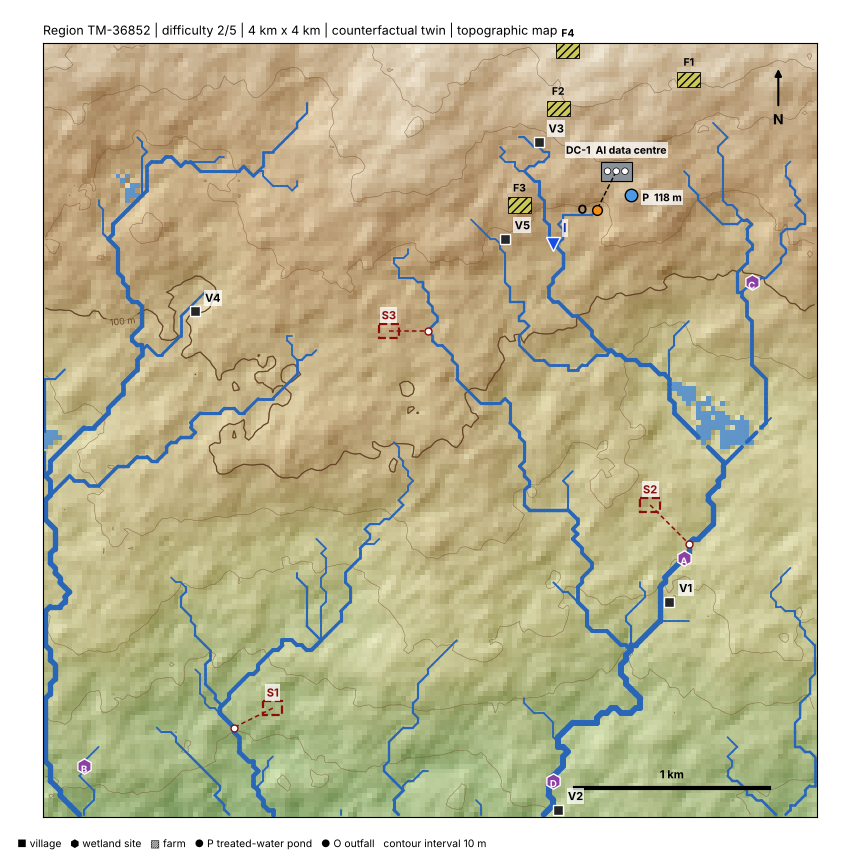 Region TM-36852 | difficulty 2/5 | 4 km x 4 km | counterfactual twin | topographic map
F4
F1
F2
V3
DC-1 AI data centre
F3
P 118 m
O
V5
I
C
V4
S3
100 m
S2
A
V1
S1
B
1 km
D
V2
N
village wetland site farm P treated-water pond O outfall contour interval 10 m